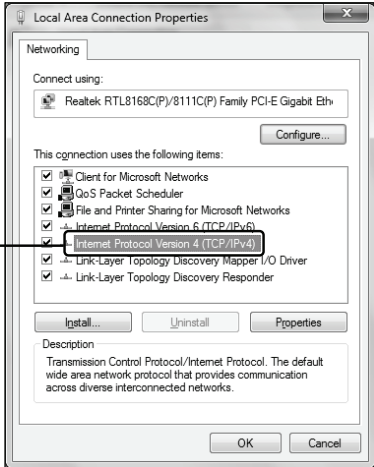 Local Area Connection Properties
Networking
Connect using:
Realtek RTL8168C(P)/8111C(P) Family PCI-E Gigabit Eth
Configure...
This connection uses the following items:
Client for Microsoft Networks
QoS Packet Scheduler
File and Printer Sharing for Microsoft Networks
Internet Protocol Version 6 (TCP/IPv6)
Internet Protocol Version 4 (TCP/IPv4)
Link-Layer Topology Discovery Mapper I/O Driver
Link-Layer Topology Discovery Responder
Install...
Uninstall
Properties
Description
Transmission Control Protocol/Internet Protocol. The default
wide area network protocol that provides communication
across diverse interconnected networks.
OK
Cancel